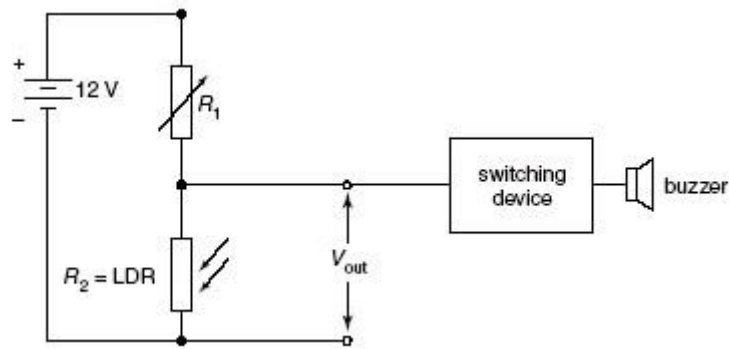 +
12 V
–
R1
switching
device
buzzer
R2 = LDR
Vout